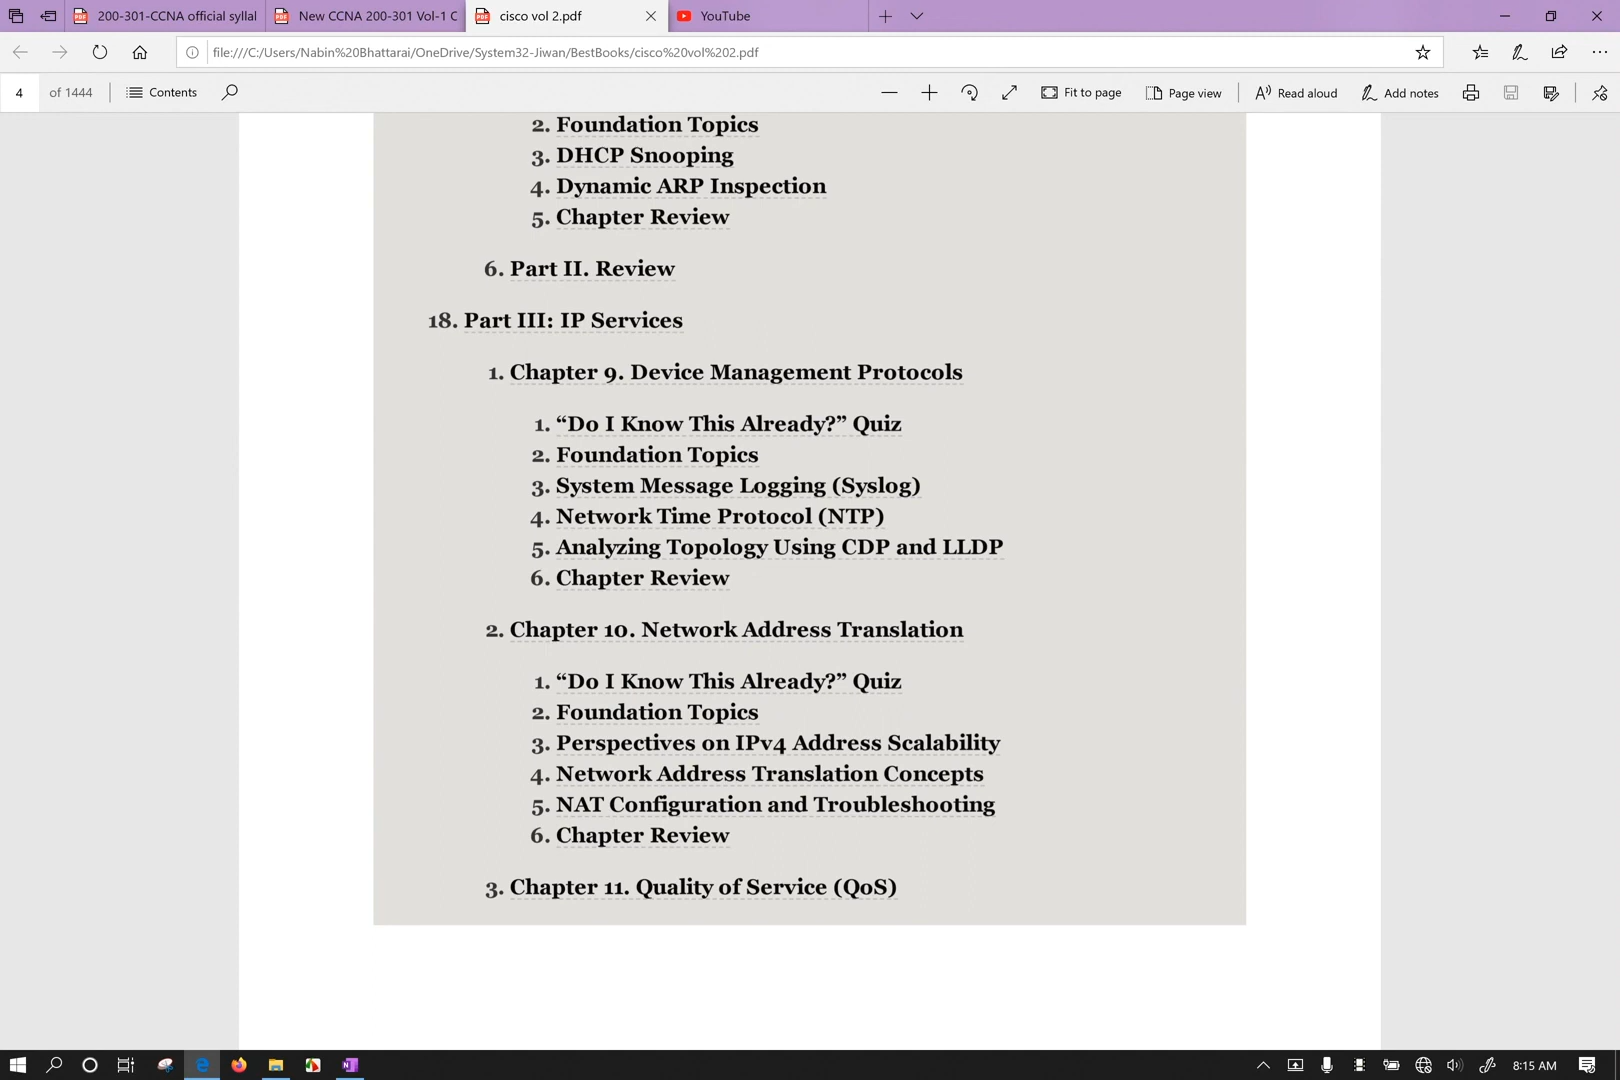 200-301-CCNA official syllal
New CCNA 200-301 Vol-1 C
cisco vol 2.pdf
YouTube
file:///C:/Users/Nabin%20Bhattarai/OneDrive/System32-Jiwan/BestBooks/cisco%20vol%202.pdf
4 of 1444 Contents Fit to page Page view Read aloud Add notes
2. Foundation Topics
3. DHCP Snooping
4. Dynamic ARP Inspection
5. Chapter Review
6. Part II. Review
18. Part III: IP Services
1. Chapter 9. Device Management Protocols
1. “Do I Know This Already?” Quiz
2. Foundation Topics
3. System Message Logging (Syslog)
4. Network Time Protocol (NTP)
5. Analyzing Topology Using CDP and LLDP
6. Chapter Review
2. Chapter 10. Network Address Translation
1. “Do I Know This Already?” Quiz
2. Foundation Topics
3. Perspectives on IPv4 Address Scalability
4. Network Address Translation Concepts
5. NAT Configuration and Troubleshooting
6. Chapter Review
3. Chapter 11. Quality of Service (QoS)
8:15 AM